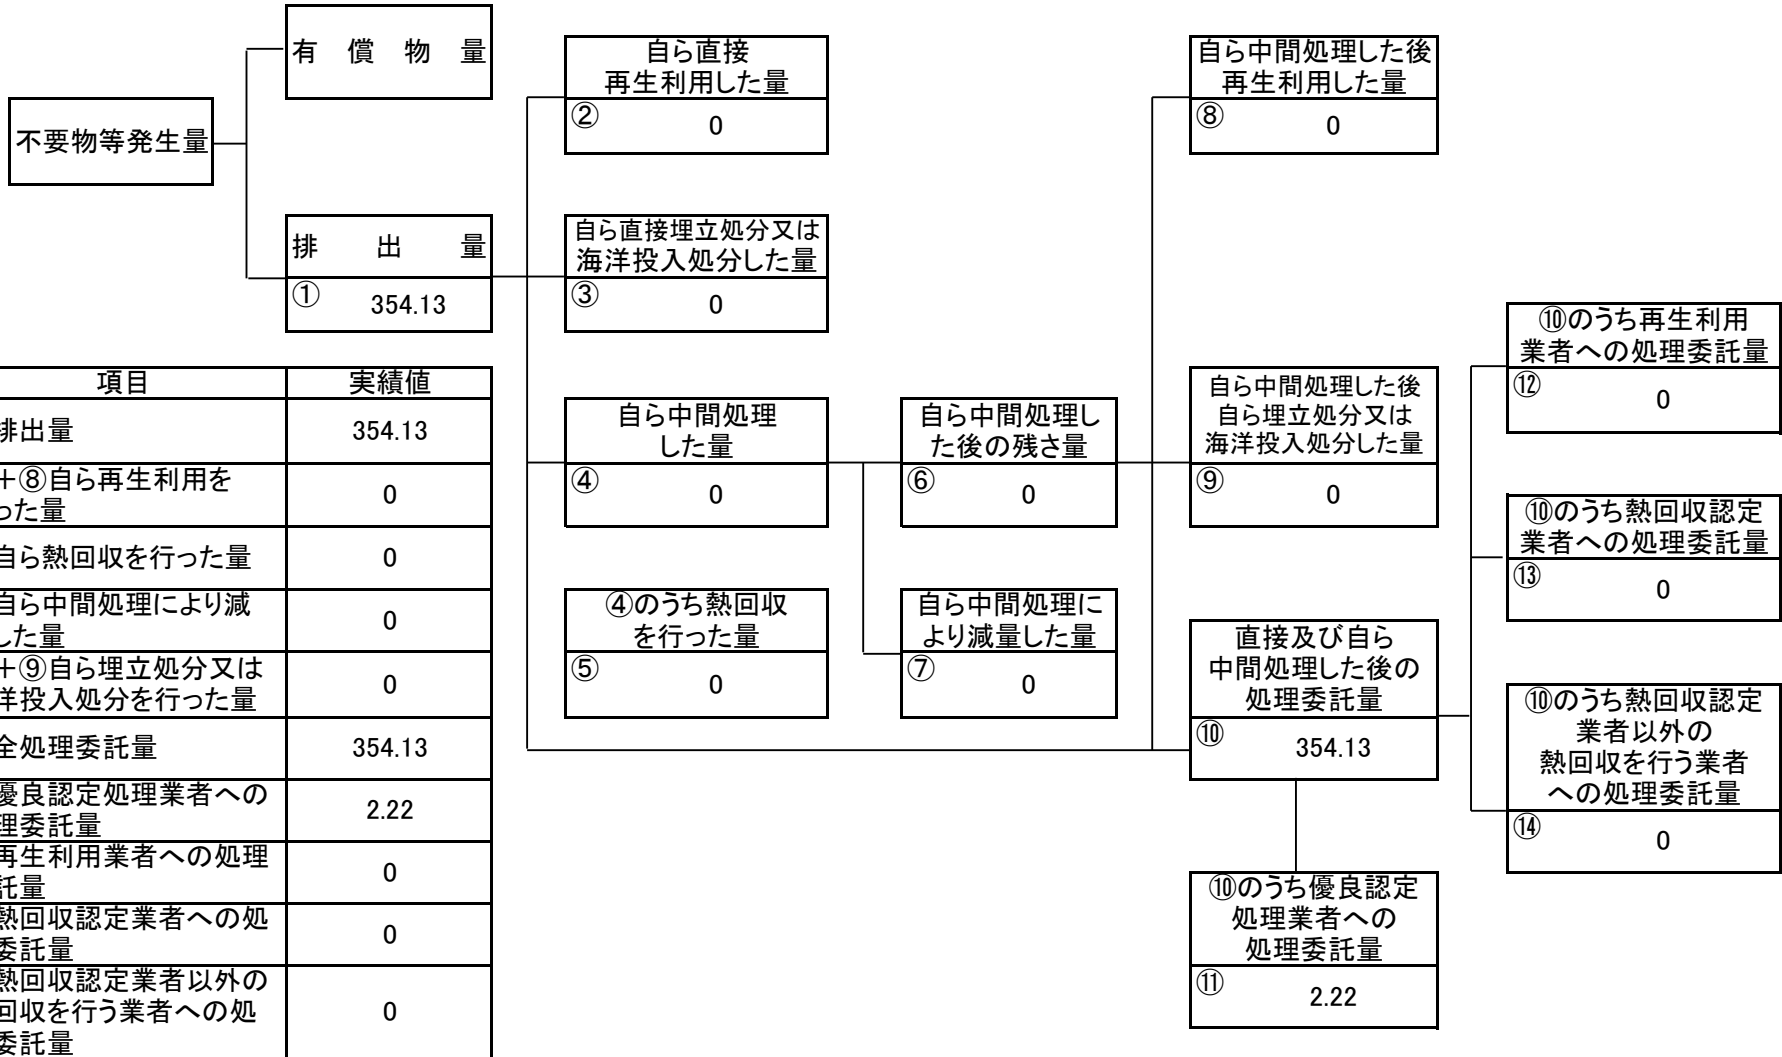 不要物等発生量
有償物量
排出量
① 354.13
自ら直接
再生利用した量
② 0
自ら直接埋立処分又は
海洋投入処分した量
③ 0
自ら中間処理
した量
④ 0
④のうち熱回収
を行った量
⑤ 0
自ら中間処理し
た後の残さ量
⑥ 0
自ら中間処理に
より減量した量
⑦ 0
自ら中間処理した後
再生利用した量
⑧ 0
自ら中間処理した後
自ら埋立処分又は
海洋投入処分した量
⑨ 0
直接及び自ら
中間処理した後の
処理委託量
⑩ 354.13
⑩のうち優良認定
処理業者への
処理委託量
⑪ 2.22
⑩のうち再生利用
業者への処理委託量
⑫ 0
⑩のうち熱回収認定
業者への処理委託量
⑬ 0
⑩のうち熱回収認定
業者以外の
熱回収を行う業者
への処理委託量
⑭ 0
項目 実績値
排出量 354.13
+⑧自ら再生利用を
った量 0
自ら熱回収を行った量 0
自ら中間処理により減
した量 0
+⑨自ら埋立処分又は
洋投入処分を行った量 0
全処理委託量 354.13
優良認定処理業者への
理委託量 2.22
再生利用業者への処理
託量 0
熱回収認定業者への処
委託量 0
熱回収認定業者以外の
回収を行う業者への処
委託量 0